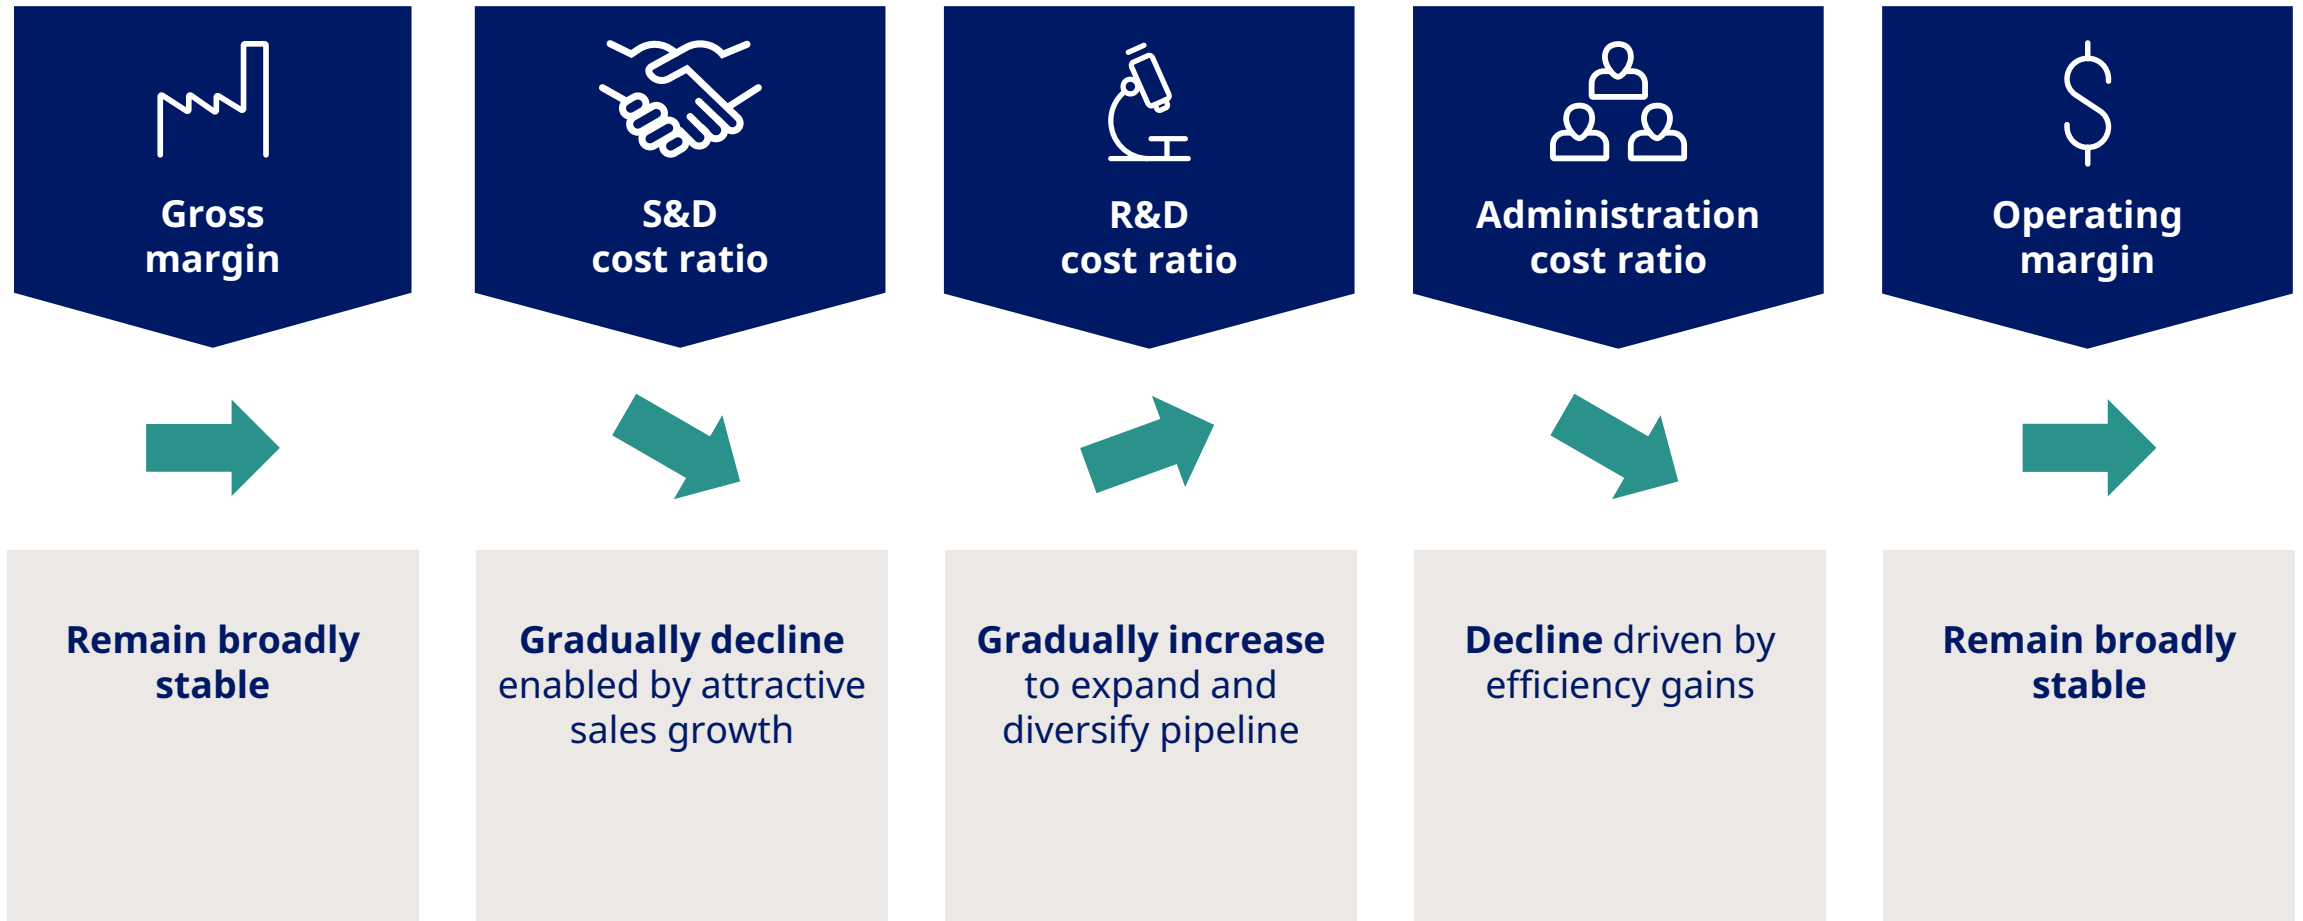 Gross
margin
S&D
cost ratio
R&D
cost ratio
Administration
cost ratio
Operating
margin
Remain broadly
stable
Gradually decline
enabled by attractive
sales growth
Gradually increase
to expand and
diversify pipeline
Decline driven by
efficiency gains
Remain broadly
stable